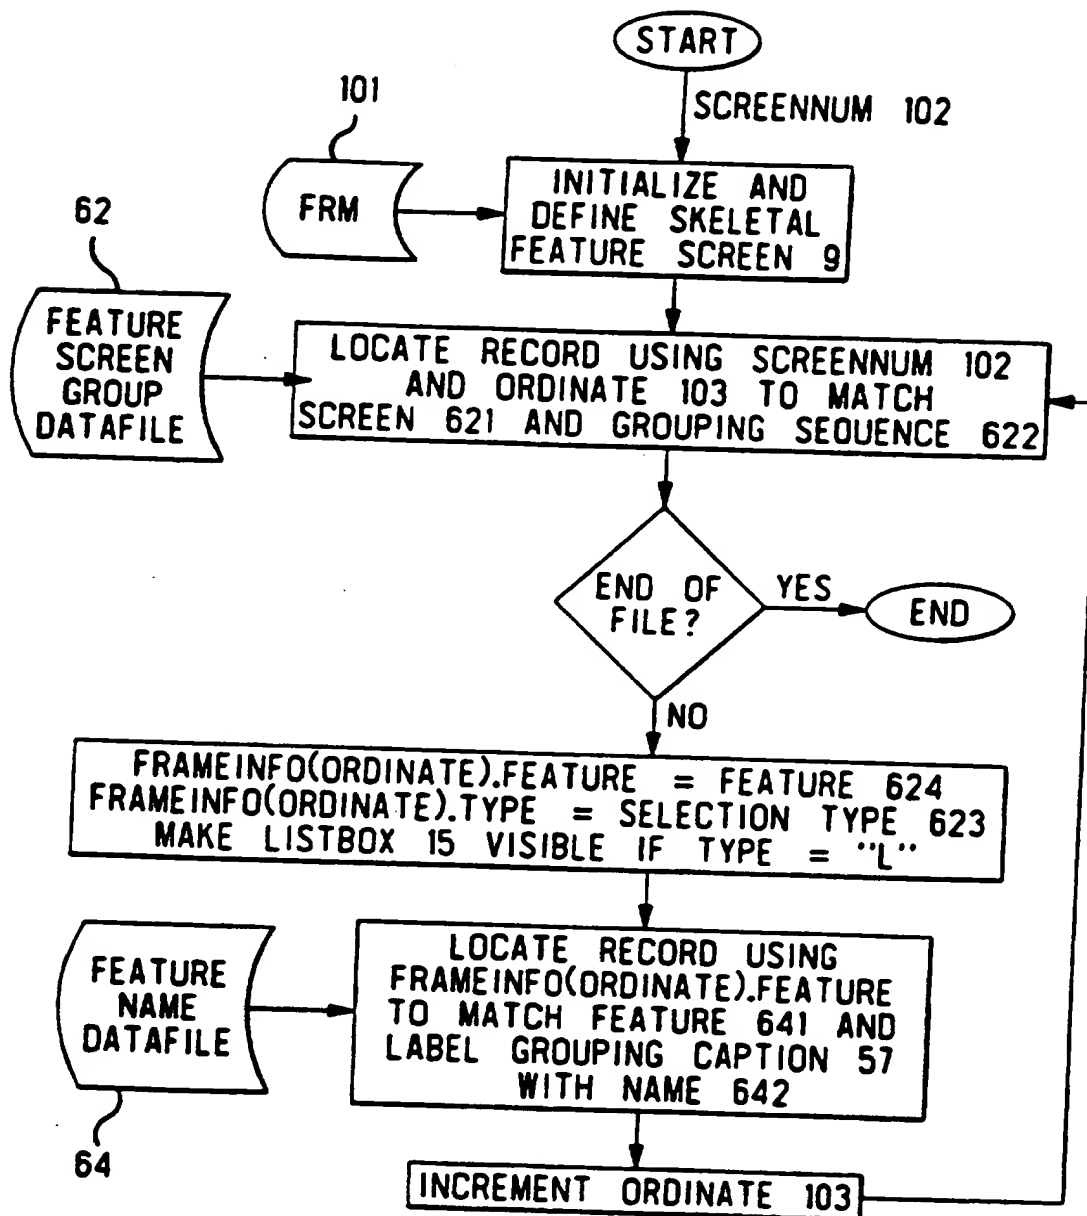 START
SCREENNUM 102
101
FRM
INITIALIZE AND
DEFINE SKELETAL
FEATURE SCREEN 9
62
FEATURE
SCREEN
GROUP
DATAFILE
LOCATE RECORD USING SCREENNUM 102
AND ORDINATE 103 TO MATCH
SCREEN 621 AND GROUPING SEQUENCE 622
END OF
FILE?
YES
END
NO
FRAMEINFO(ORDINATE).FEATURE = FEATURE 624
FRAMEINFO(ORDINATE).TYPE = SELECTION TYPE 623
MAKE LISTBOX 15 VISIBLE IF TYPE = "L"
FEATURE
NAME
DATAFILE
64
LOCATE RECORD USING
FRAMEINFO(ORDINATE).FEATURE
TO MATCH FEATURE 641 AND
LABEL GROUPING CAPTION 57
WITH NAME 642
INCREMENT ORDINATE 103